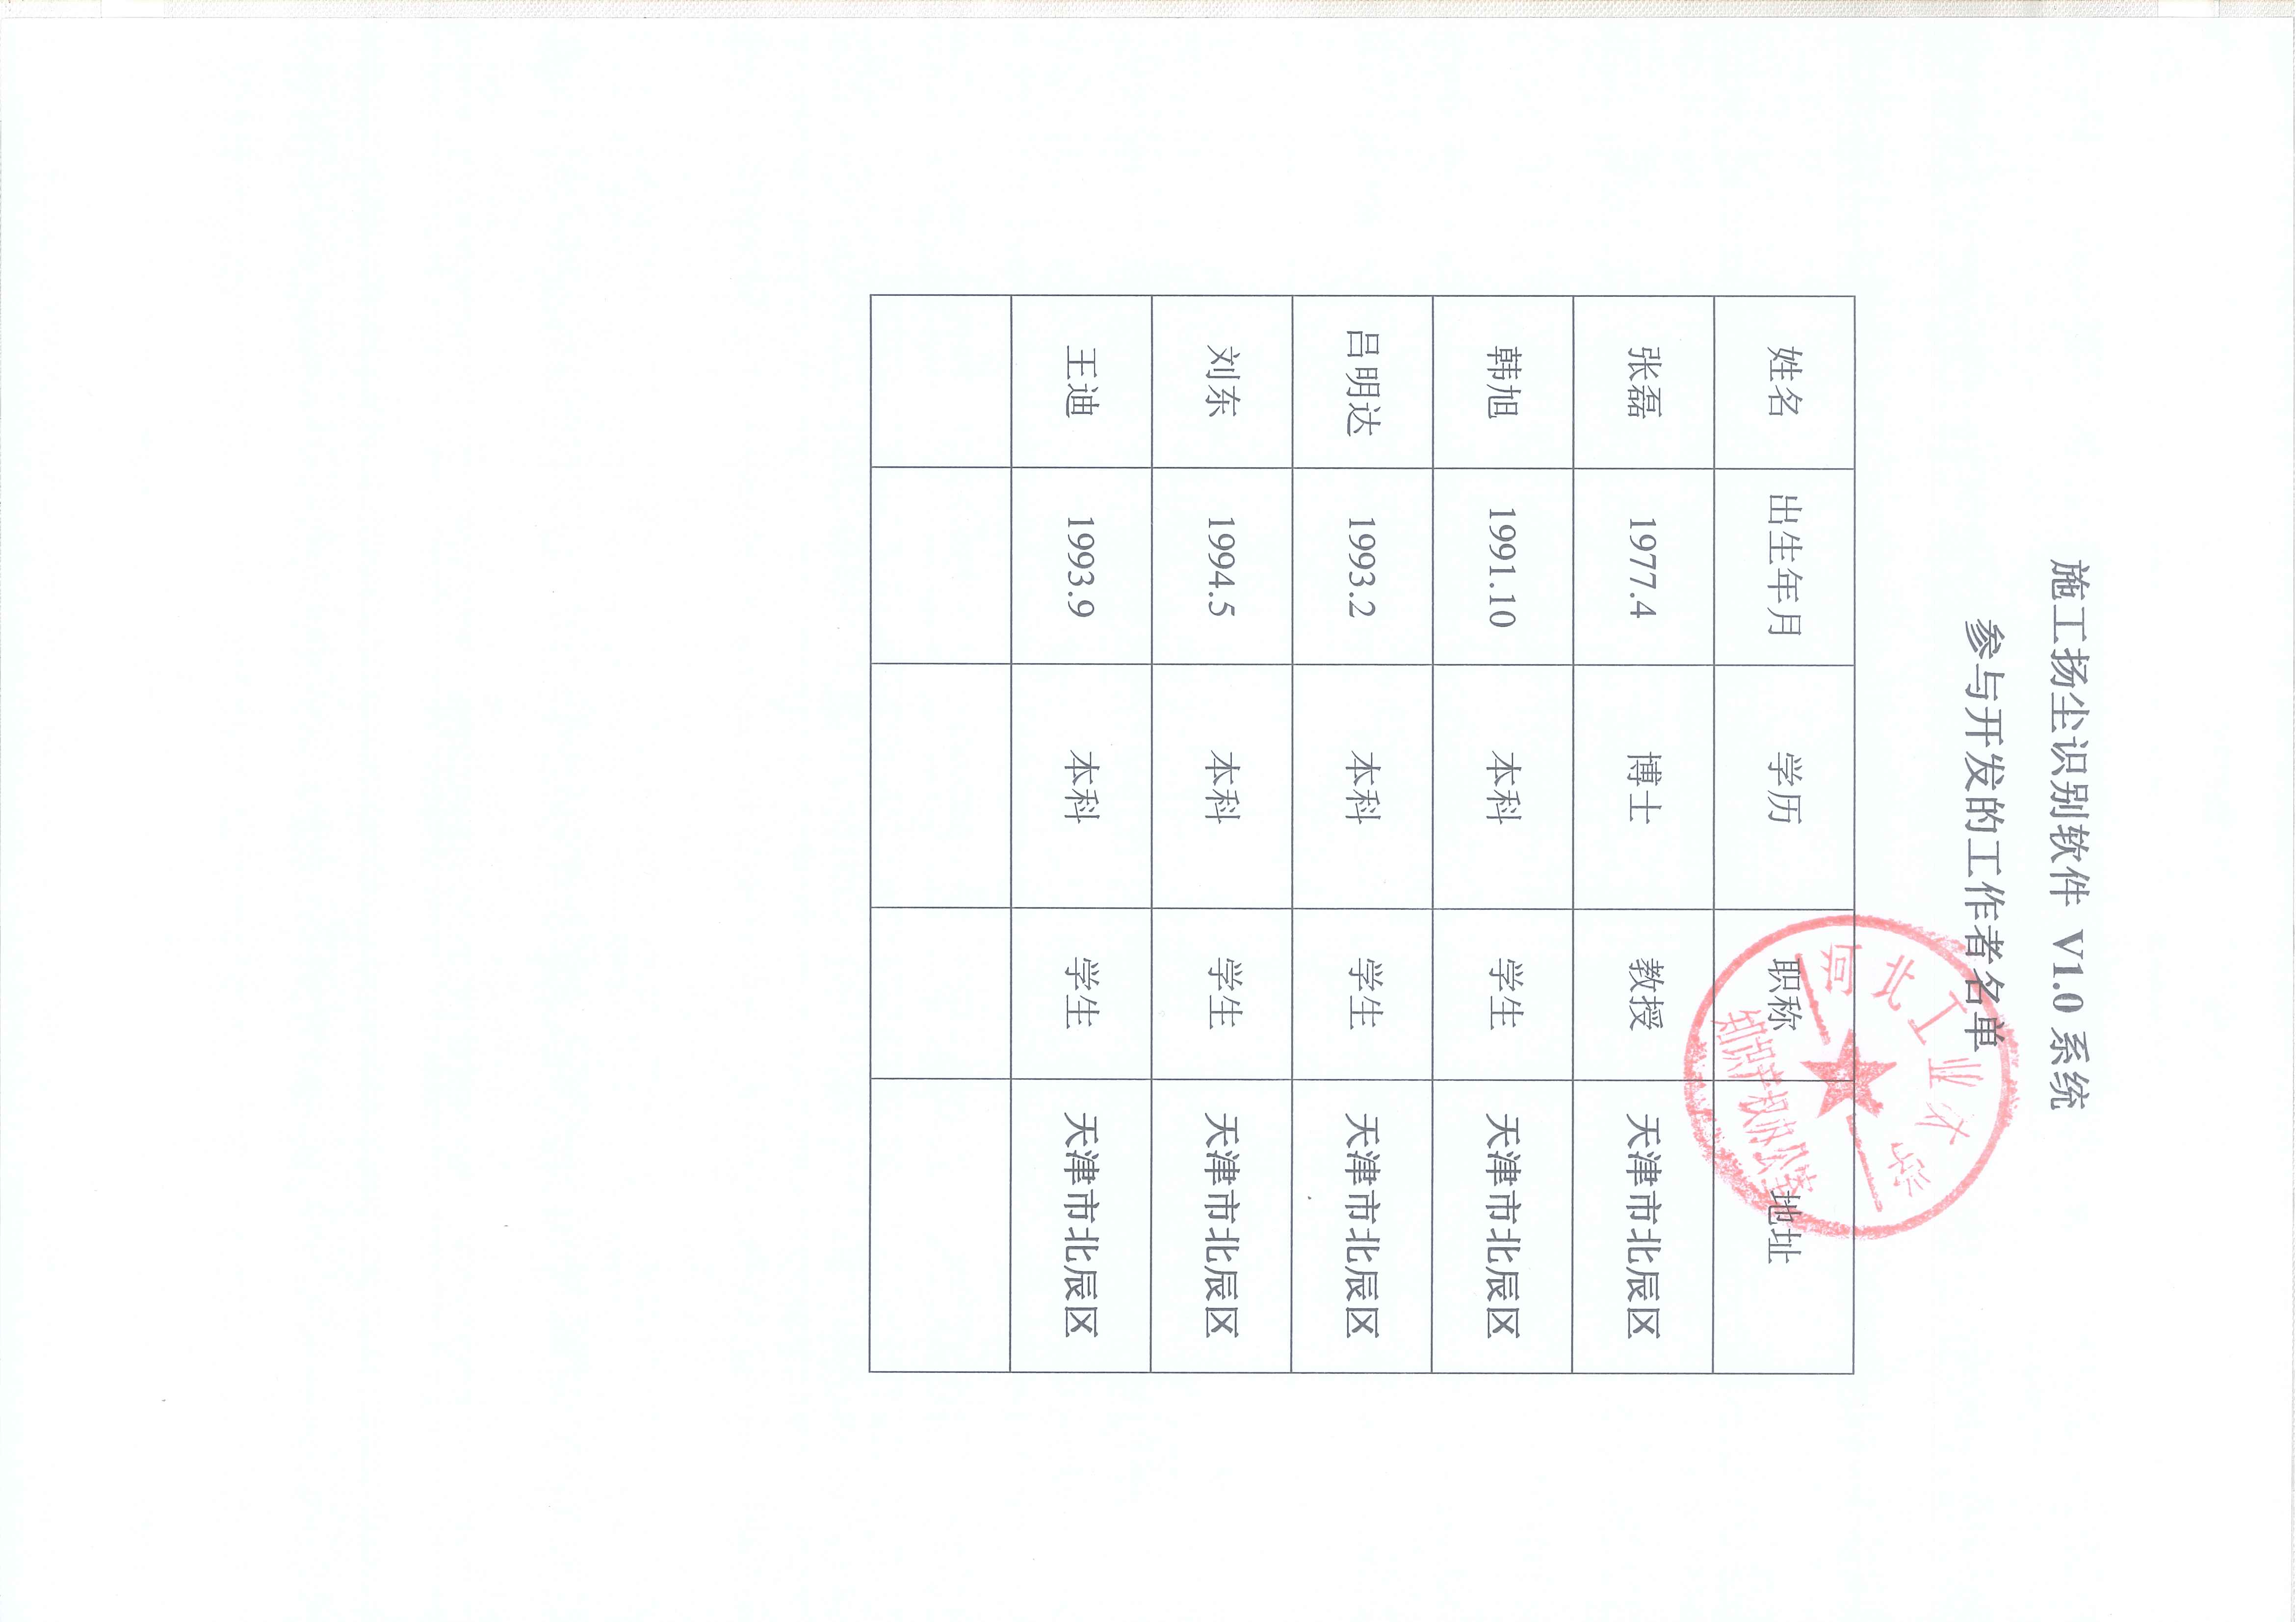 施工扬尘识别软件 V1.0 系统
参与开发的工作者名单
河北工业大学
知识产权办公室
姓名 出生年月 学历 职称 地址
张磊 1977.4 博士 教授 天津市北辰区
韩旭 1991.10 本科 学生 天津市北辰区
吕明达 1993.2 本科 学生 天津市北辰区
刘东 1994.5 本科 学生 天津市北辰区
王迪 1993.9 本科 学生 天津市北辰区